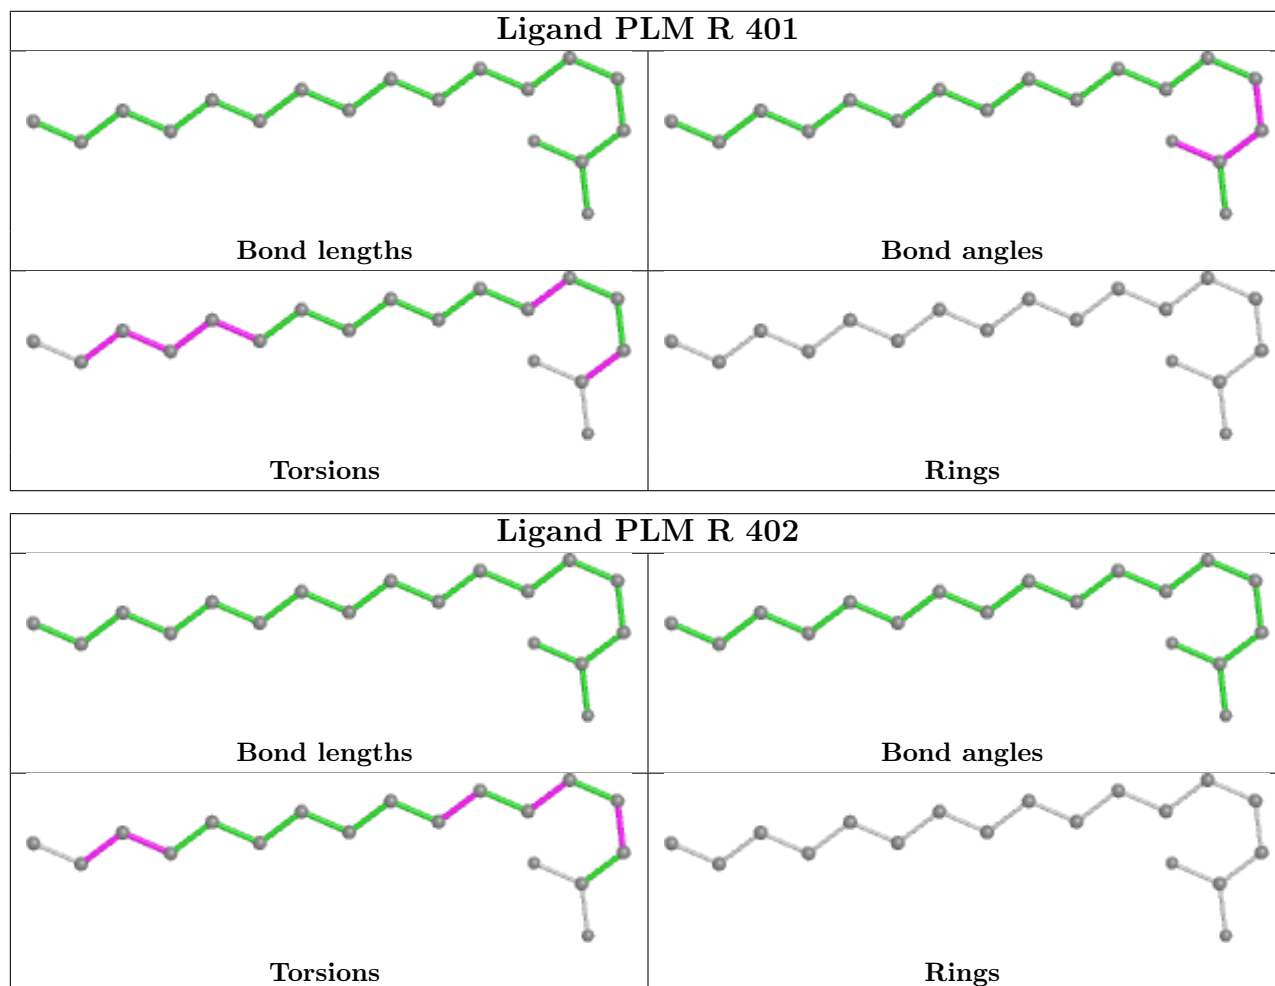 Ligand PLM R 401
Bond lengths
Bond angles
Torsions
Rings
Ligand PLM R 402
Bond lengths
Bond angles
Torsions
Rings